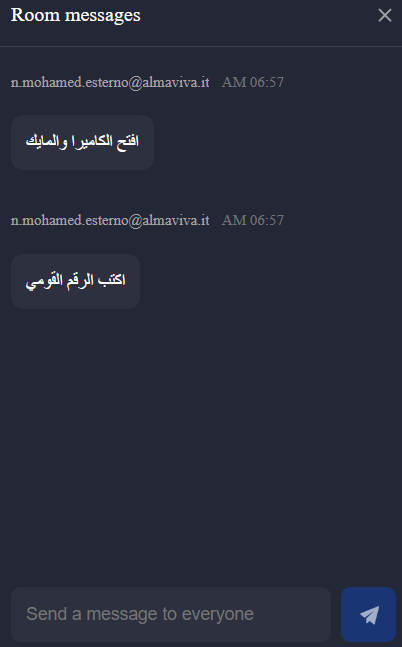 Room messages
n.mohamed.esterno@almaviva.it AM 06:57
افتح الكاميرا والمايك
n.mohamed.esterno@almaviva.it AM 06:57
اكتب الرقم القومي
Send a message to everyone